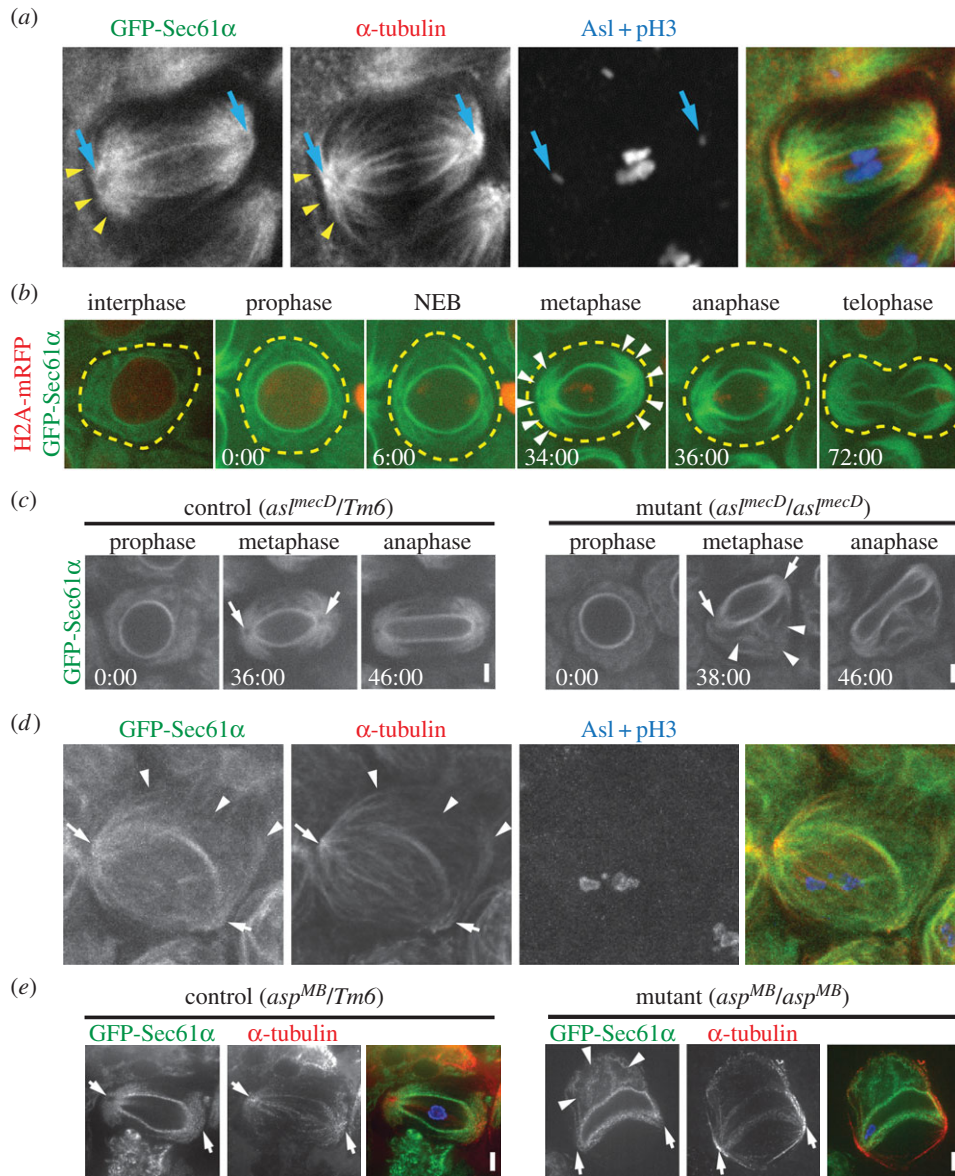 (a)
GFP-Sec61α α-tubulin Asl + pH3
(b)
interphase prophase NEB metaphase anaphase telophase
H2A-mRFP
GFP-Sec61α
0:00 6:00 34:00 36:00 72:00
(c)
control (asl^mecD/Tm6) mutant (asl^mecD/asl^mecD)
prophase metaphase anaphase prophase metaphase anaphase
GFP-Sec61α
0:00 36:00 46:00 0:00 38:00 46:00
(d)
GFP-Sec61α α-tubulin Asl + pH3
(e)
control (asp^MB/Tm6) mutant (asp^MB/asp^MB)
GFP-Sec61α α-tubulin GFP-Sec61α α-tubulin